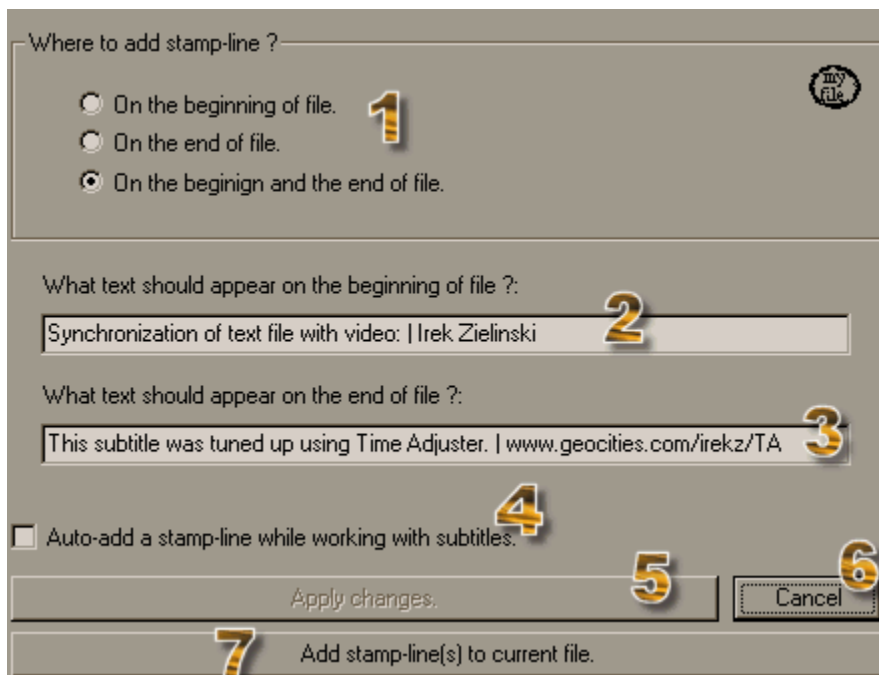 Where to add stamp-line ?
my
file
On the beginning of file.
1
On the end of file.
On the beginign and the end of file.
What text should appear on the beginning of file ?:
2
Synchronization of text file with video: | Irek Zielinski
What text should appear on the end of file ?:
3
This subtitle was tuned up using Time Adjuster. | www.geocities.com/irekz/TA
4
Auto-add a stamp-line while working with subtitles.
5
6
Apply changes.
Cancel
7
Add stamp-line(s) to current file.